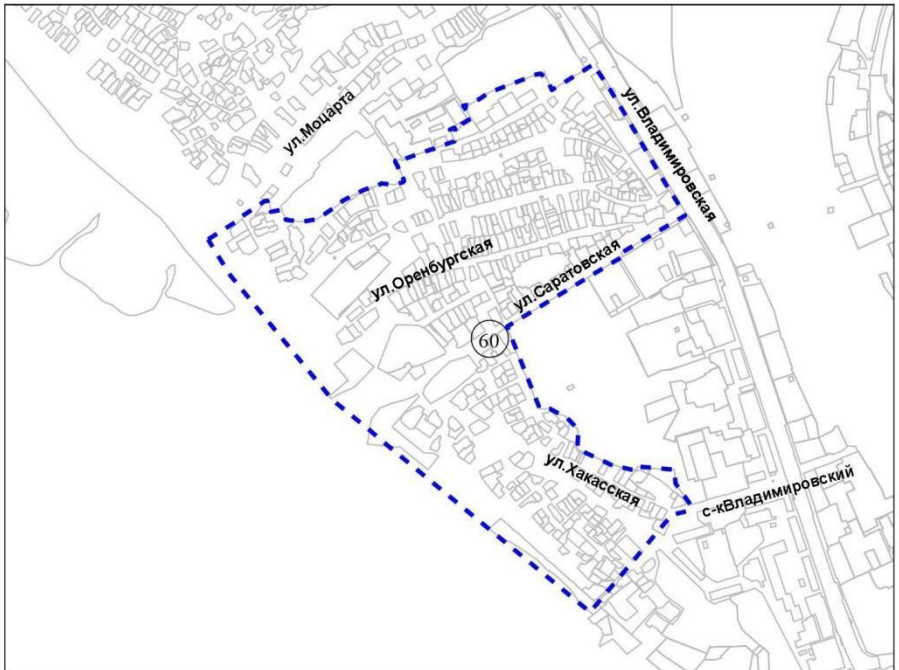 ул.Моцарта
ул.Владимировская
ул.Оренбургская
ул.Саратовская
60
ул.Хакасская
с-кВладимировский